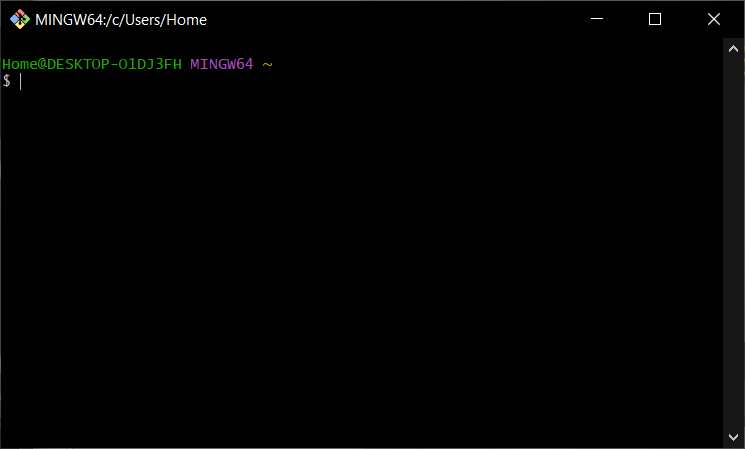 MINGW64:/c/Users/Home
Home@DESKTOP-O1DJ3FH MINGW64 ~
$